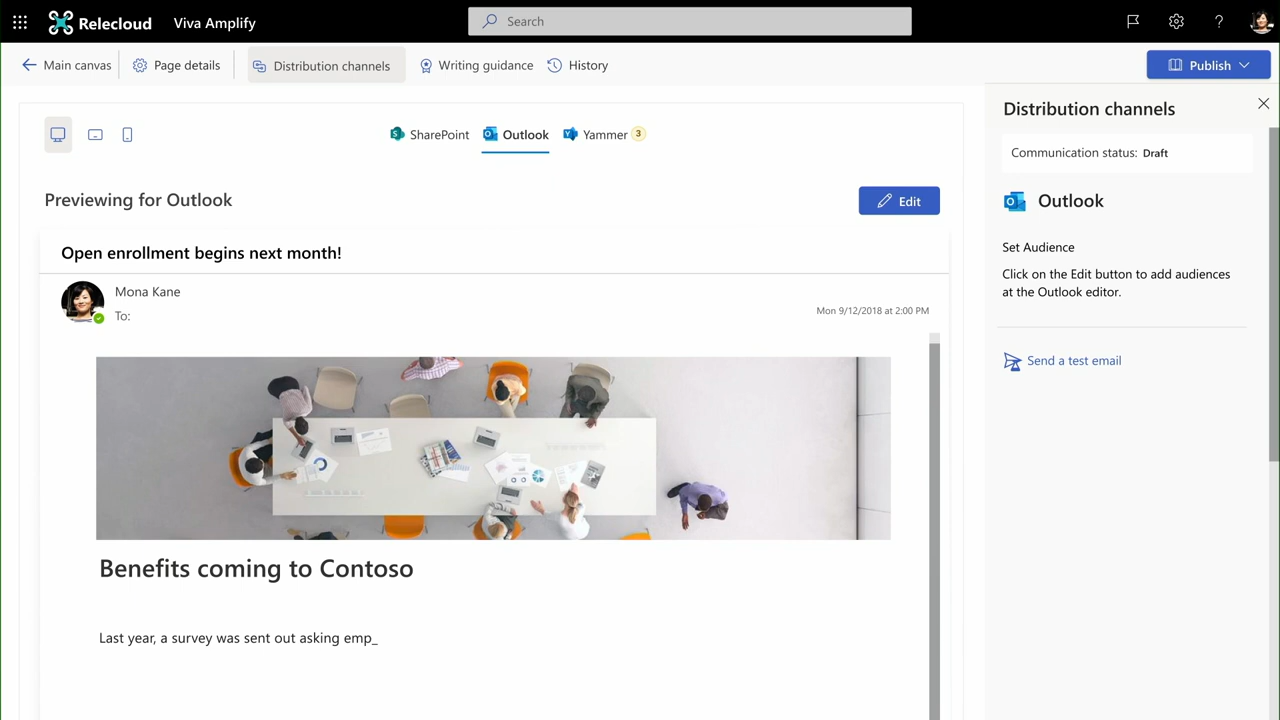 Relecloud Viva Amplify Search ?
Main canvas Page details Distribution channels Writing guidance History Publish
SharePoint Outlook Yammer 3
Previewing for Outlook Edit
Open enrollment begins next month!
Mona Kane
To:
Mon 9/12/2018 at 2:00 PM
Benefits coming to Contoso
Last year, a survey was sent out asking emp_
Distribution channels
Communication status: Draft
Outlook
Set Audience
Click on the Edit button to add audiences
at the Outlook editor.
Send a test email